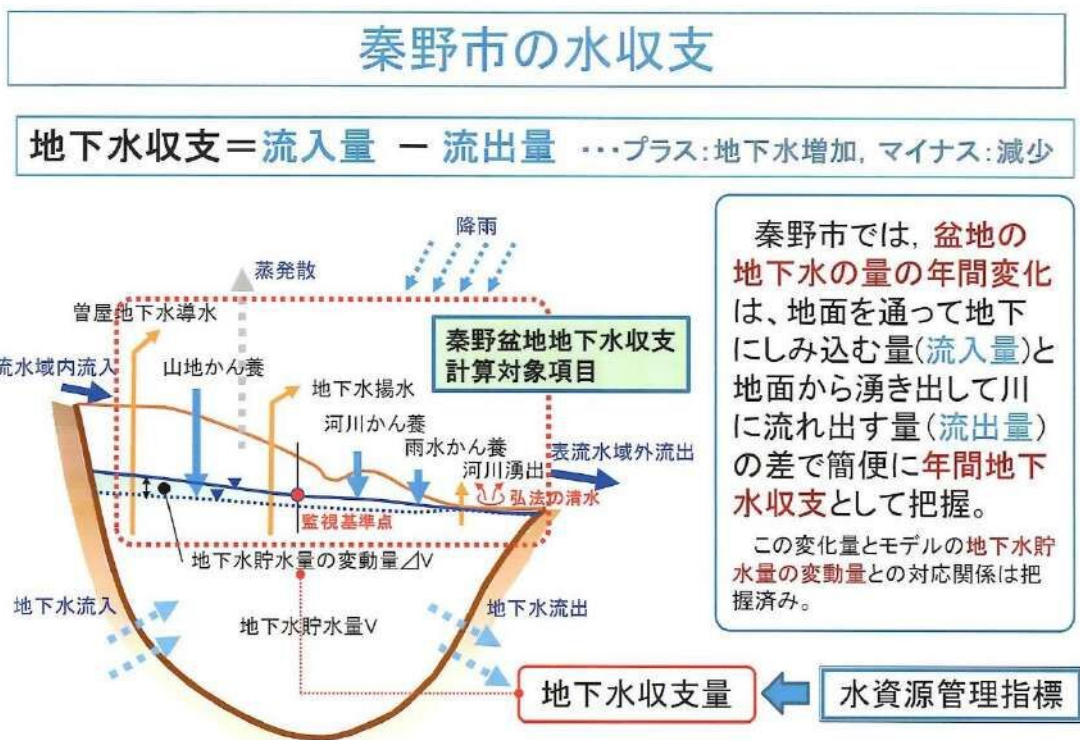 秦野市の水収支
地下水収支＝流入量 － 流出量 ･･･プラス：地下水増加, マイナス：減少
降雨
蒸発散
曽屋地下水導水
流水域内流入
山地かん養
地下水揚水
河川かん養
雨水かん養
河川湧出
弘法の清水
表流水域外流出
秦野盆地地下水収支
計算対象項目
監視基準点
地下水貯水量の変動量⊿V
地下水流入
地下水貯水量V
地下水流出
秦野市では, 盆地の
地下水の量の年間変化
は、地面を通って地下
にしみ込む量(流入量)と
地面から湧き出して川
に流れ出す量(流出量)
の差で簡便に年間地下
水収支として把握。
この変化量とモデルの地下水貯
水量の変動量との対応関係は把
握済み。
地下水収支量
水資源管理指標